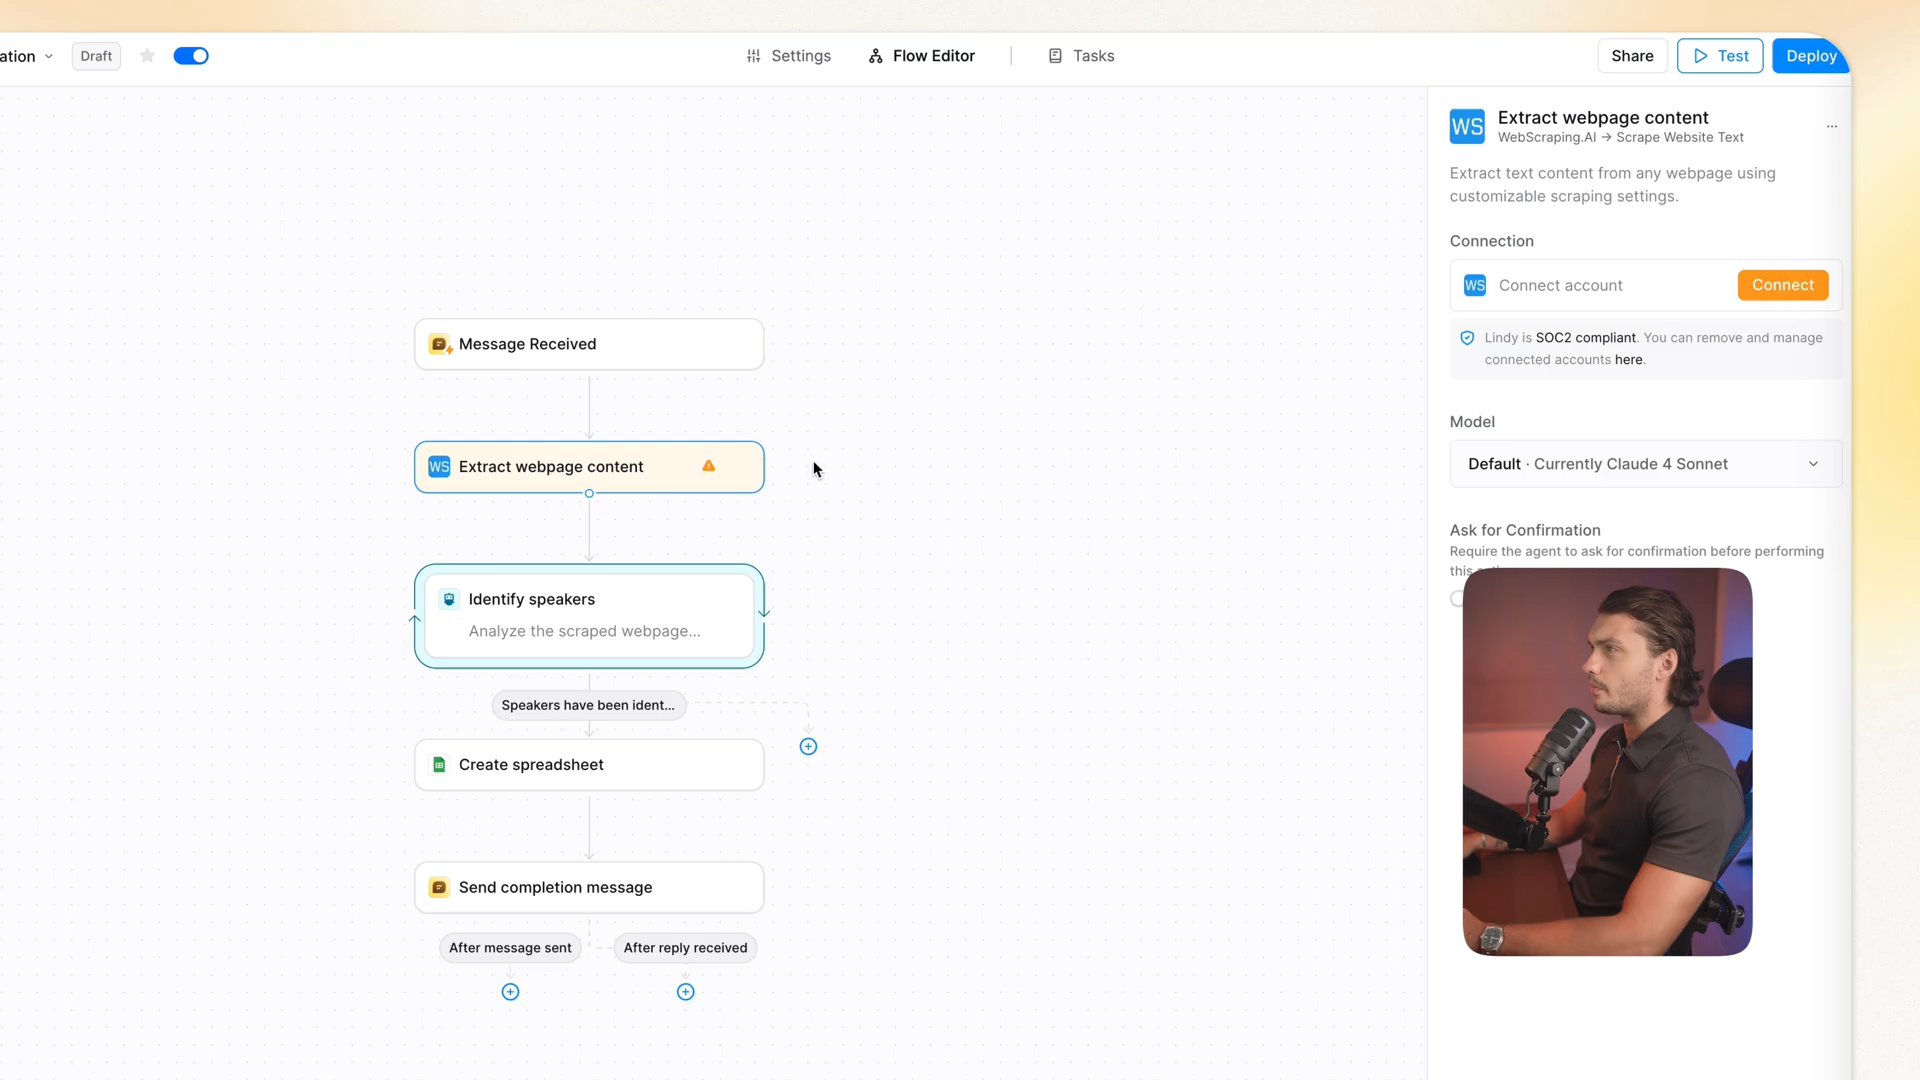 ation
Draft
Settings
Flow Editor
Tasks
Share
Test
Deploy
Message Received
WS Extract webpage content
Identify speakers
Analyze the scraped webpage...
Speakers have been ident...
Create spreadsheet
Send completion message
After message sent
After reply received
WS
Extract webpage content
WebScraping.AI → Scrape Website Text
Extract text content from any webpage using
customizable scraping settings.
Connection
WS Connect account
Connect
Lindy is SOC2 compliant. You can remove and manage
connected accounts here.
Model
Default · Currently Claude 4 Sonnet
Ask for Confirmation
Require the agent to ask for confirmation before performing
this